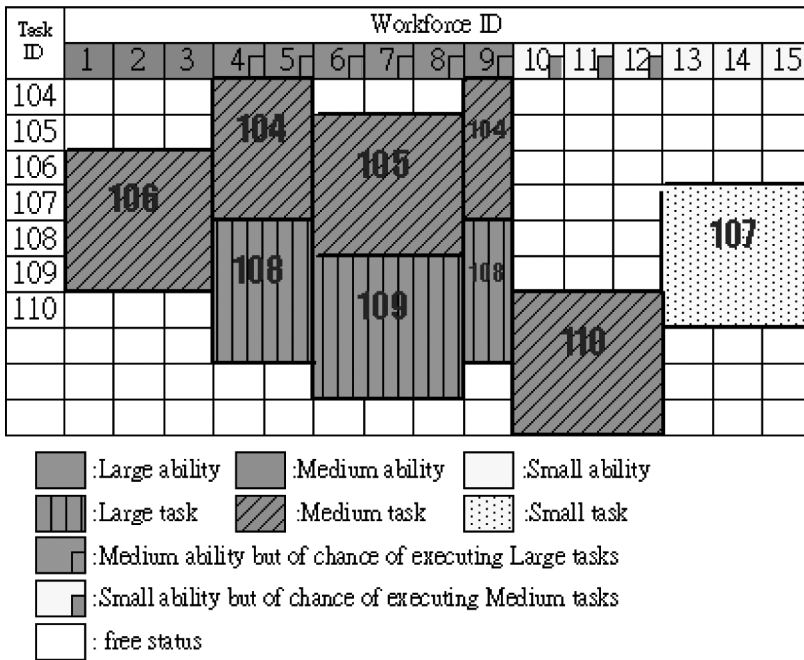 Task ID Workforce ID
1 2 3 4 5 6 7 8 9 10 11 12 13 14 15
104
105 104 104
106 105
107 106 107
108
109 108 108
110 109
110
:Large ability :Medium ability :Small ability
:Large task :Medium task :Small task
:Medium ability but of chance of executing Large tasks
:Small ability but of chance of executing Medium tasks
: free status